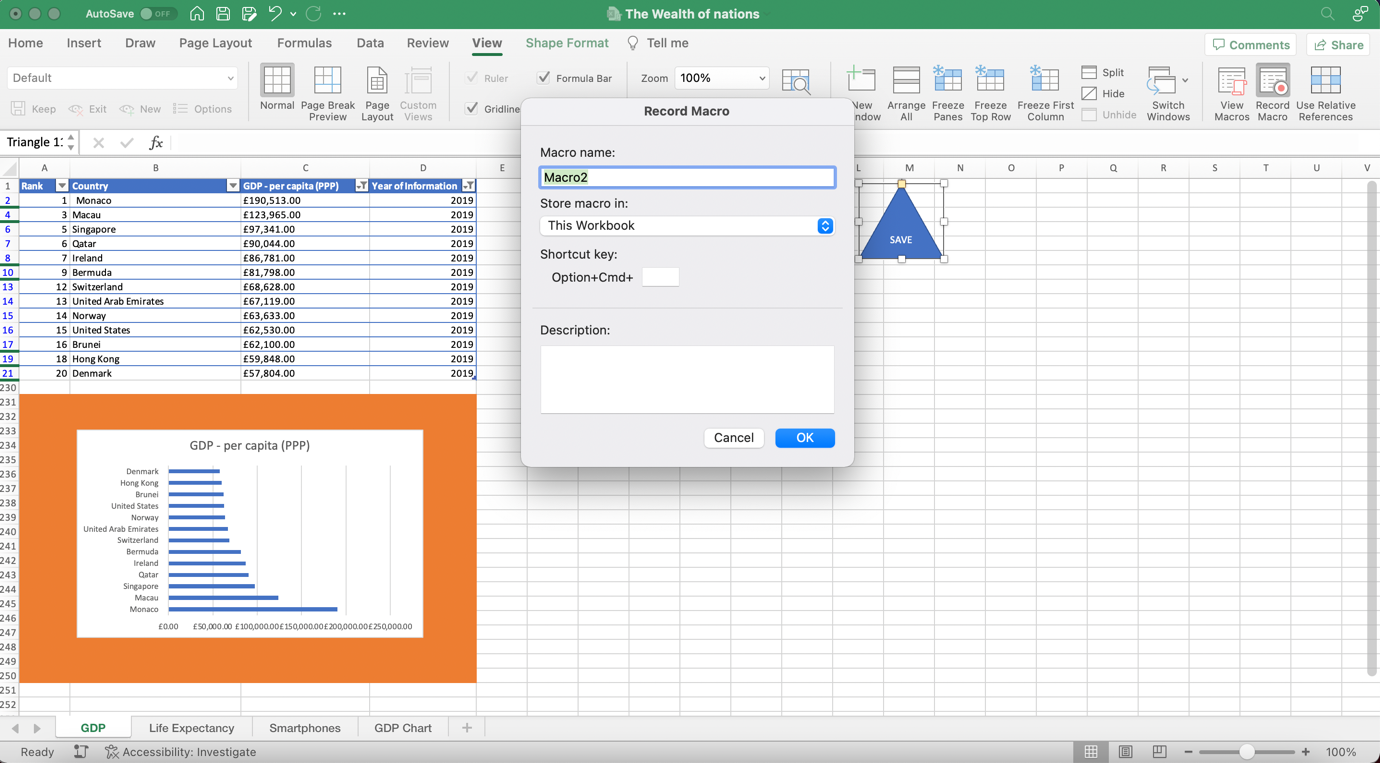 AutoSave OFF
The Wealth of nations
Home Insert Draw Page Layout Formulas Data Review View Shape Format Tell me
Comments Share
Default
Keep Exit New Options
Normal
Page Break Preview
Page Layout
Custom Views
Ruler
Formula Bar
Gridline
Zoom 100%
Arrange All
Freeze Panes
Freeze Top Row
Freeze First Column
Split
Hide
Unhide
Switch Windows
View Macros
Record Macro
Use Relative References
Triangle 1:
fx
A B C D E L M N O P Q R S T U V
1 Rank Country GDP - per capita (PPP) Year of Information
2 1 Monaco £190,513.00 2019
4 3 Macau £123,965.00 2019
6 5 Singapore £97,341.00 2019
7 6 Qatar £90,044.00 2019
8 7 Ireland £86,781.00 2019
10 9 Bermuda £81,798.00 2019
13 12 Switzerland £68,628.00 2019
14 13 United Arab Emirates £67,119.00 2019
15 14 Norway £63,633.00 2019
16 15 United States £62,530.00 2019
17 16 Brunei £62,100.00 2019
19 18 Hong Kong £59,848.00 2019
21 20 Denmark £57,804.00 2019
230
231
232
233
234
235
236
237
238
239
240
241
242
243
244
245
246
247
248
249
250
251
252
GDP - per capita (PPP)
Denmark
Hong Kong
Brunei
United States
Norway
United Arab Emirates
Switzerland
Bermuda
Ireland
Qatar
Singapore
Macau
Monaco
£0.00 £50,000.00 £100,000.00 £150,000.00 £200,000.00 £250,000.00
SAVE
Record Macro
Macro name:
Macro2
Store macro in:
This Workbook
Shortcut key:
Option+Cmd+
Description:
Cancel OK
GDP Life Expectancy Smartphones GDP Chart
Ready Accessibility: Investigate
100%